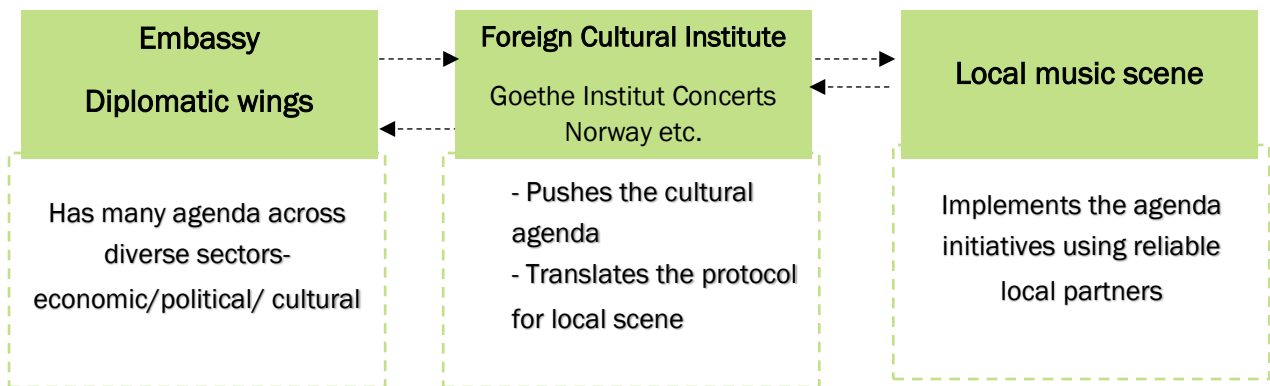 Embassy
Diplomatic wings
Has many agenda across
diverse sectors-
economic/political/ cultural
Foreign Cultural Institute
Goethe Institut Concerts
Norway etc.
- Pushes the cultural
agenda
- Translates the protocol
for local scene
Local music scene
Implements the agenda
initiatives using reliable
local partners